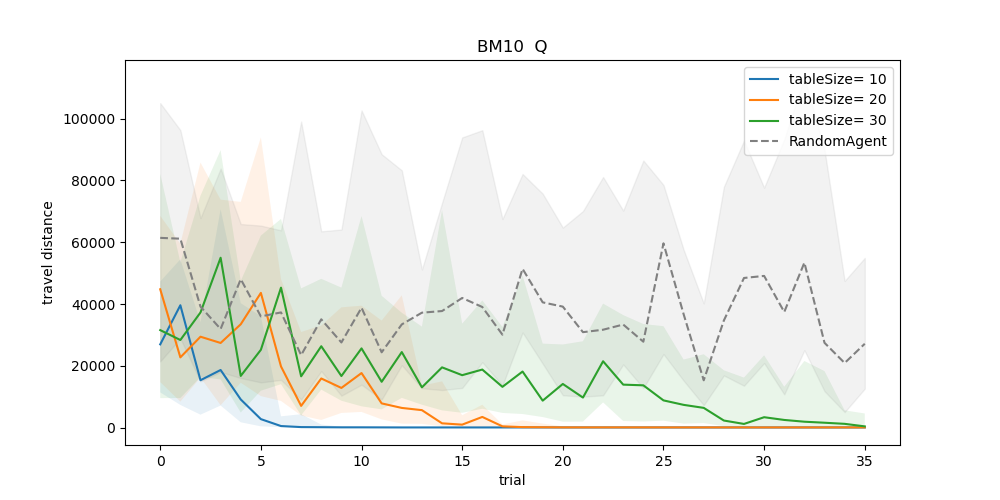 BM10 Q
tableSize= 10
tableSize= 20
tableSize= 30
RandomAgent
travel distance
100000
80000
60000
40000
20000
0
0 5 10 15 20 25 30 35
trial